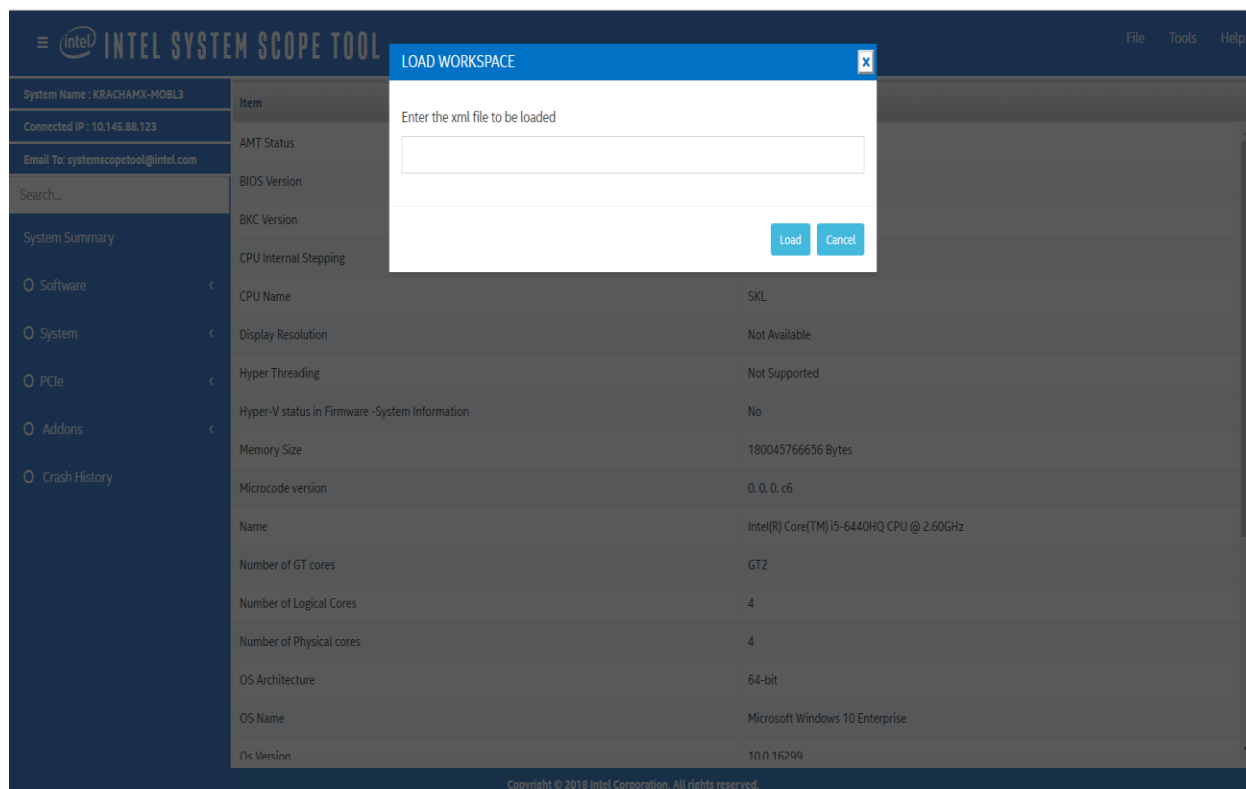 ≡ intel INTEL SYSTEM SCOPE TOOL
File Tools Help
System Name : KRACHAMX-MOBL3
Connected IP : 10.145.88.123
Email To: systemscopetool@intel.com
Search...
System Summary
Software
System
PCIe
Addons
Crash History
LOAD WORKSPACE x
Enter the xml file to be loaded
Load Cancel
Item
AMT Status
BIOS Version
BKC Version
CPU Internal Stepping
CPU Name SKL
Display Resolution Not Available
Hyper Threading Not Supported
Hyper-V status in Firmware -System Information No
Memory Size 180045766656 Bytes
Microcode version 0. 0. 0. c6
Name Intel(R) Core(TM) i5-6440HQ CPU @ 2.60GHz
Number of GT cores GT2
Number of Logical Cores 4
Number of Physical cores 4
OS Architecture 64-bit
OS Name Microsoft Windows 10 Enterprise
Os Version 10.0.16299
Copyright © 2018 Intel Corporation. All rights reserved.